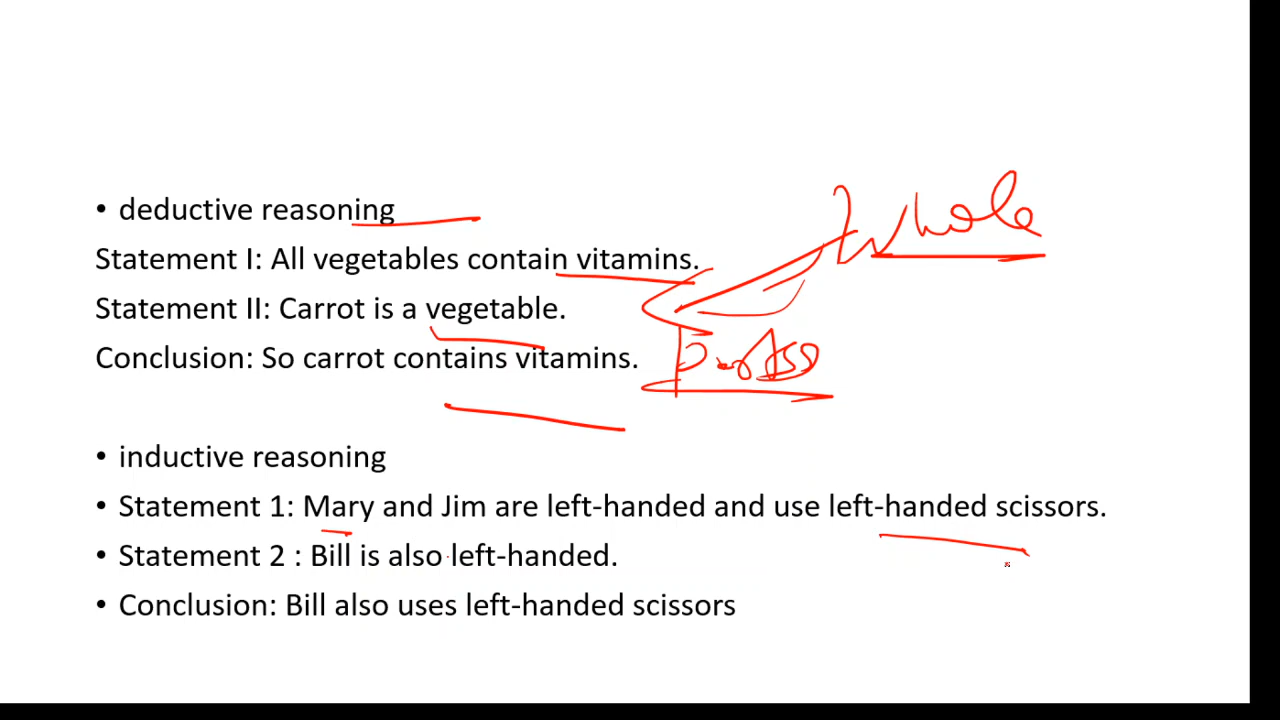 • deductive reasoning
Whole
Statement I: All vegetables contain vitamins.
Statement II: Carrot is a vegetable.
Conclusion: So carrot contains vitamins.
• inductive reasoning
• Statement 1: Mary and Jim are left-handed and use left-handed scissors.
• Statement 2 : Bill is also left-handed.
• Conclusion: Bill also uses left-handed scissors